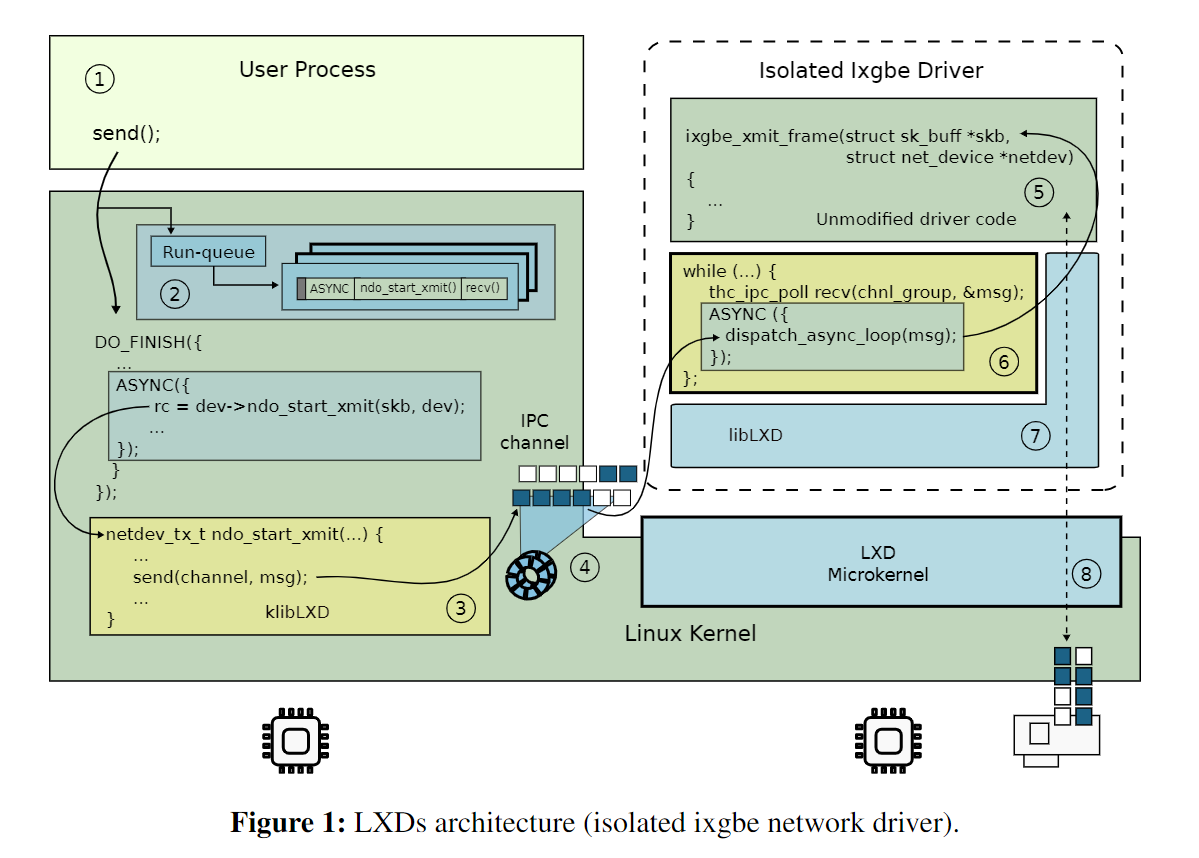 ① User Process
send();
Run-queue
②
ASYNC ndo_start_xmit() recv()
DO_FINISH({
...
ASYNC({
rc = dev->ndo_start_xmit(skb, dev);
...
});
}
});
netdev_tx_t ndo_start_xmit(...) {
...
send(channel, msg);
...
}
klibLXD
③
IPC
channel
④
Isolated Ixgbe Driver
ixgbe_xmit_frame(struct sk_buff *skb,
struct net_device *netdev)
{
...
}
Unmodified driver code
⑤
while (...) {
thc_ipc_poll recv(chnl_group, &msg);
ASYNC ({
dispatch_async_loop(msg);
});
};
⑥
libLXD
⑦
LXD
Microkernel
⑧
Linux Kernel
Figure 1: LXDs architecture (isolated ixgbe network driver).